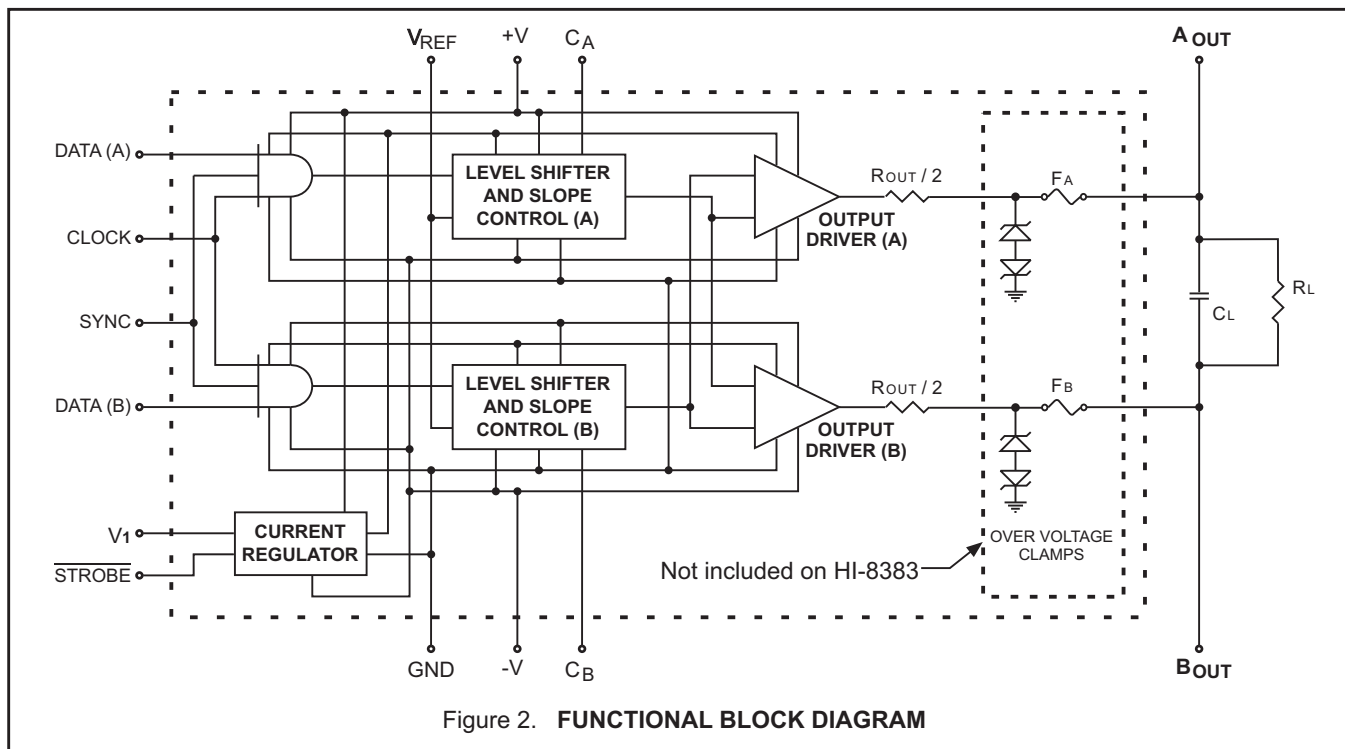 VREF
+V
CA
AOUT
DATA (A)
LEVEL SHIFTER
AND SLOPE
CONTROL (A)
ROUT / 2
FA
OUTPUT
DRIVER (A)
CLOCK
SYNC
CL
RL
LEVEL SHIFTER
AND SLOPE
CONTROL (B)
ROUT / 2
FB
DATA (B)
OUTPUT
DRIVER (B)
V1
CURRENT
REGULATOR
STROBE
OVER VOLTAGE
CLAMPS
Not included on HI-8383
GND
-V
CB
BOUT
Figure 2. FUNCTIONAL BLOCK DIAGRAM